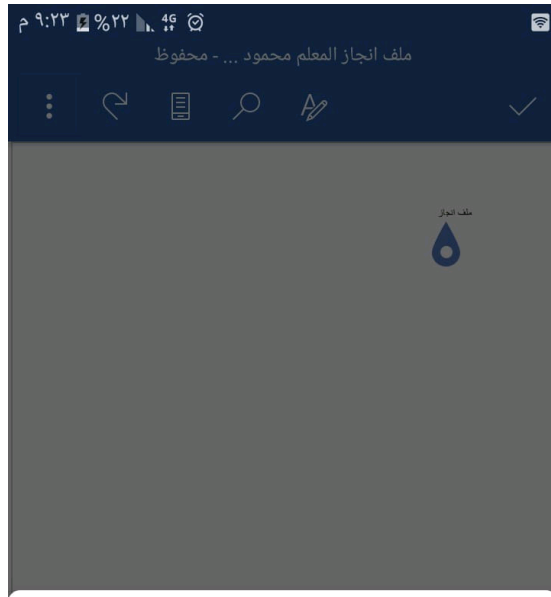 ٩:٢٣ م %٢٢ 4G
ملف انجاز المعلم محمود ... - محفوظ
ملف انجاز